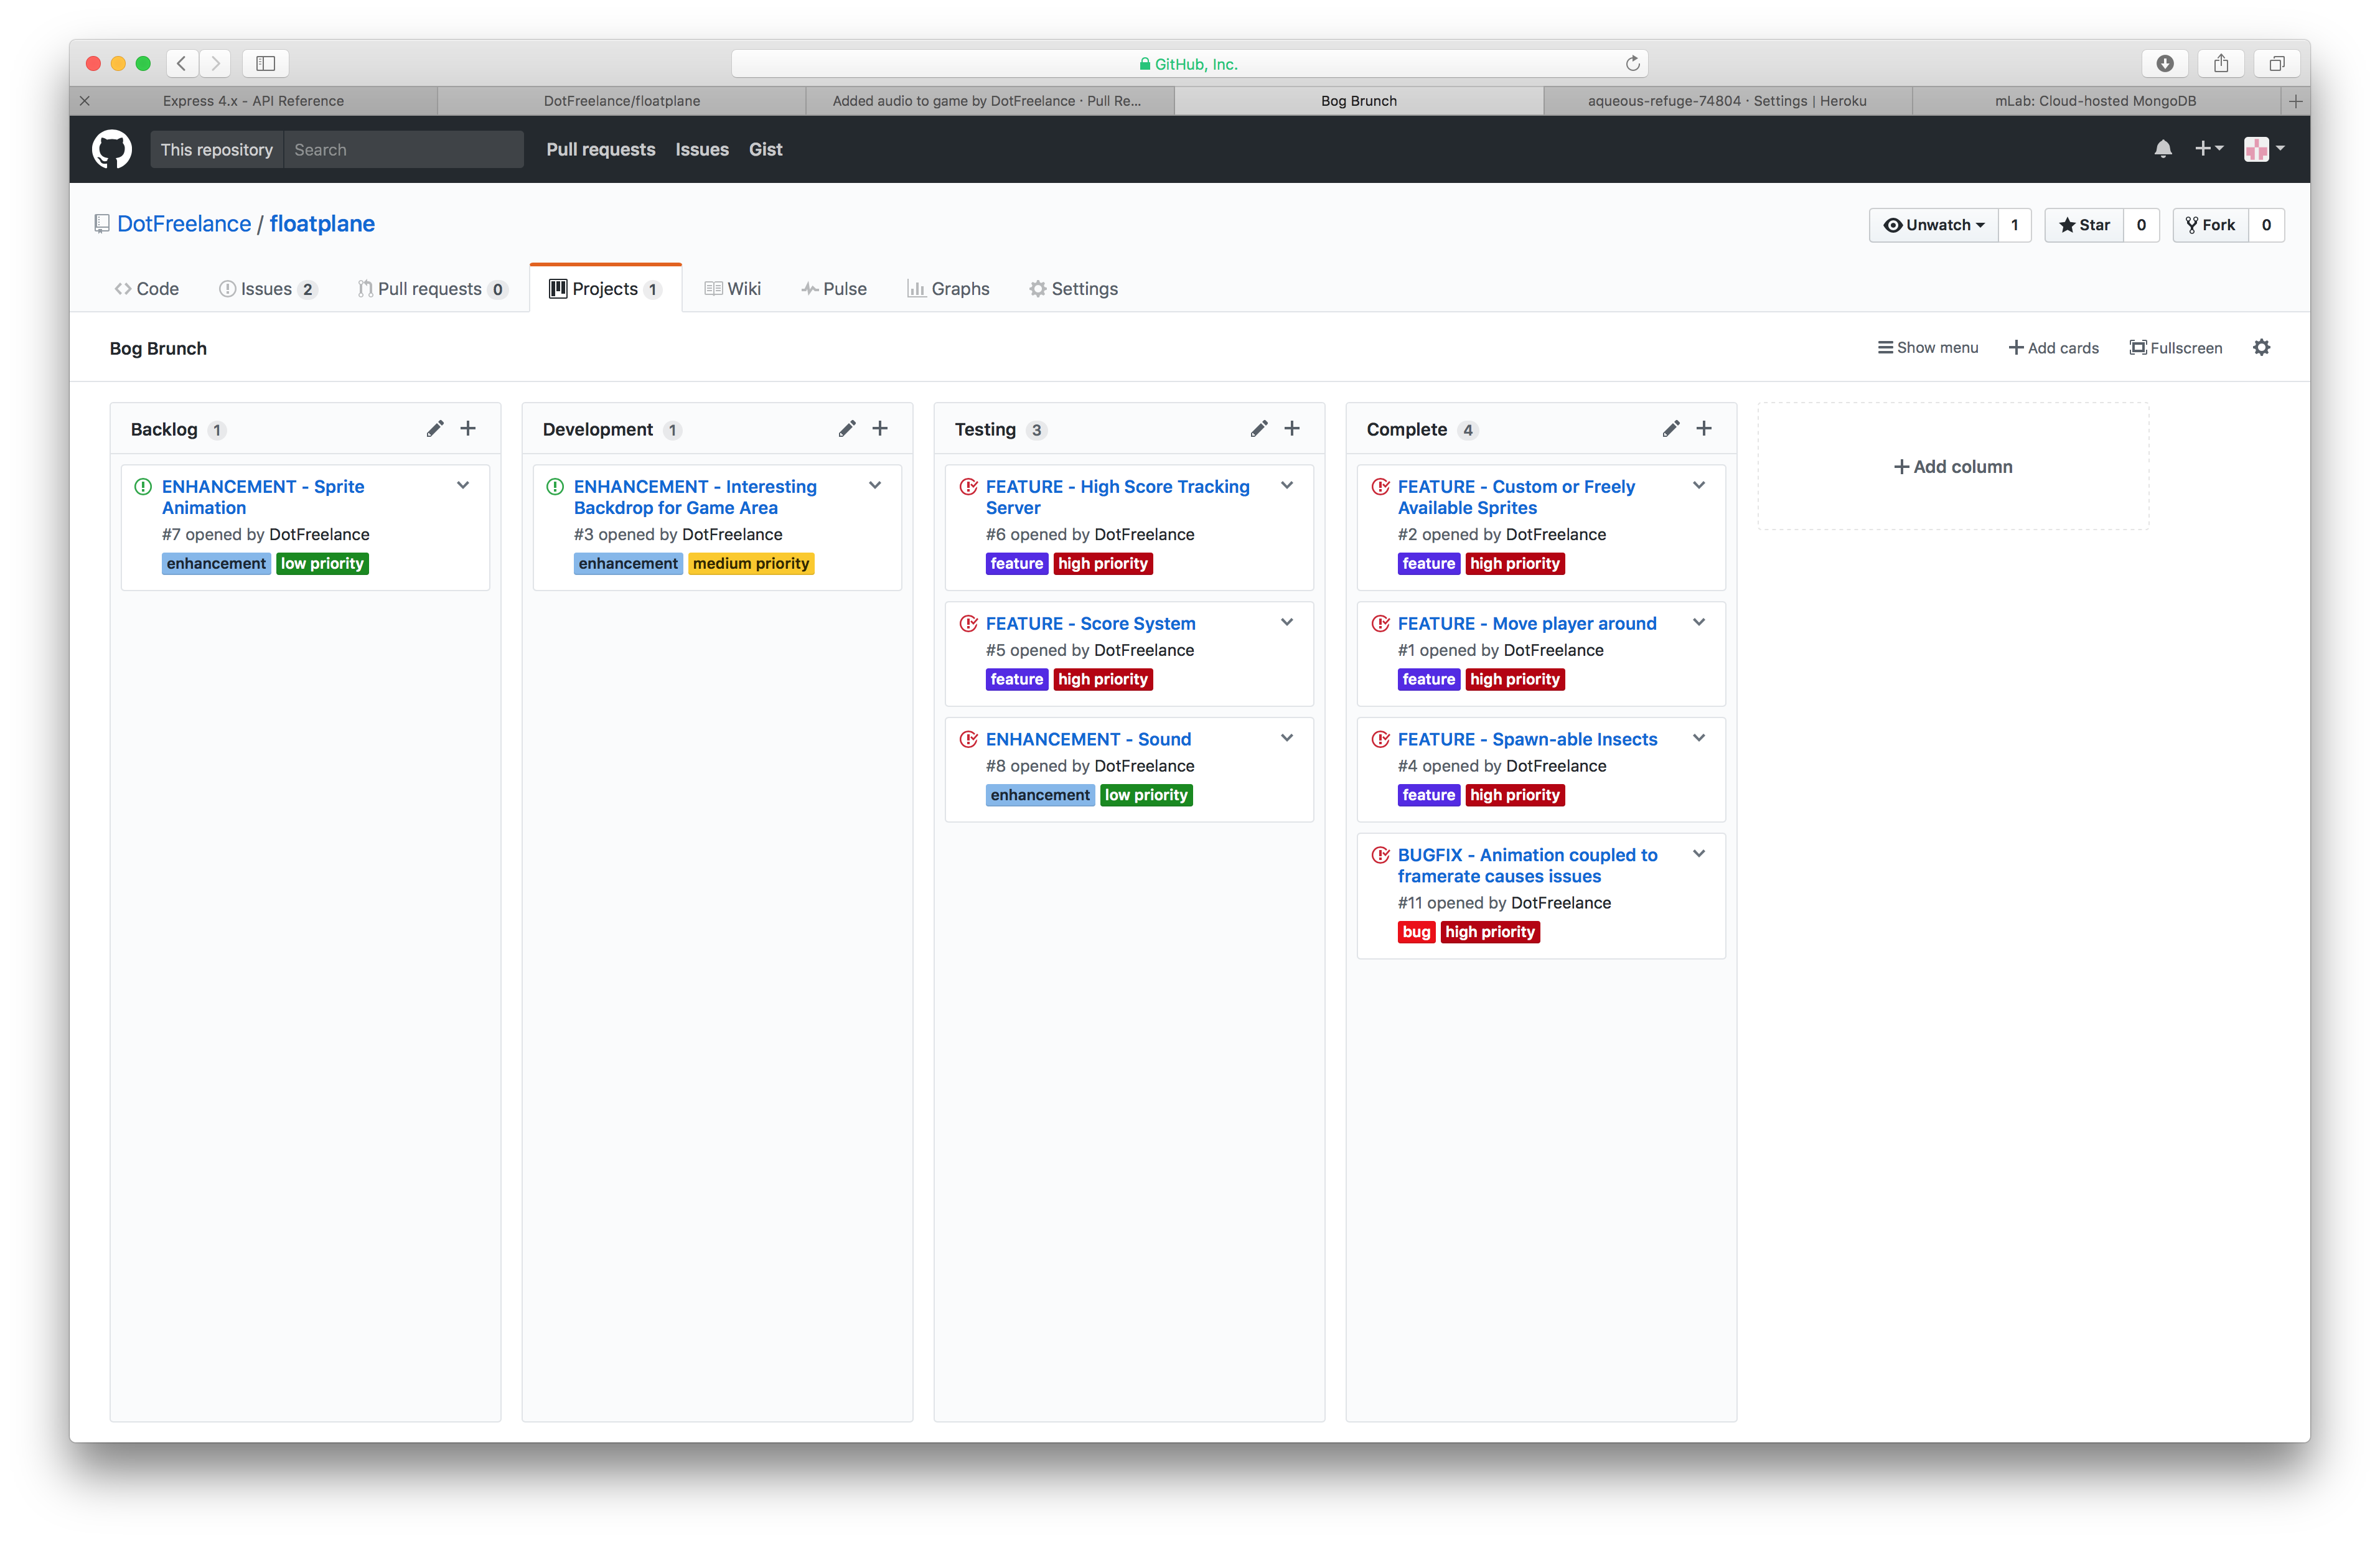 GitHub, Inc.
Express 4.x - API Reference
DotFreelance/floatplane
Added audio to game by DotFreelance · Pull Re...
Bog Brunch
aqueous-refuge-74804 · Settings | Heroku
mLab: Cloud-hosted MongoDB
This repository Search Pull requests Issues Gist
DotFreelance / floatplane
Unwatch 1 Star 0 Fork 0
Code Issues 2 Pull requests 0 Projects 1 Wiki Pulse Graphs Settings
Bog Brunch
Show menu Add cards Fullscreen
Backlog 1
ENHANCEMENT - Sprite
Animation
#7 opened by DotFreelance
enhancement low priority
Development 1
ENHANCEMENT - Interesting
Backdrop for Game Area
#3 opened by DotFreelance
enhancement medium priority
Testing 3
FEATURE - High Score Tracking
Server
#6 opened by DotFreelance
feature high priority
FEATURE - Score System
#5 opened by DotFreelance
feature high priority
ENHANCEMENT - Sound
#8 opened by DotFreelance
enhancement low priority
Complete 4
FEATURE - Custom or Freely
Available Sprites
#2 opened by DotFreelance
feature high priority
FEATURE - Move player around
#1 opened by DotFreelance
feature high priority
FEATURE - Spawn-able Insects
#4 opened by DotFreelance
feature high priority
BUGFIX - Animation coupled to
framerate causes issues
#11 opened by DotFreelance
bug high priority
Add column